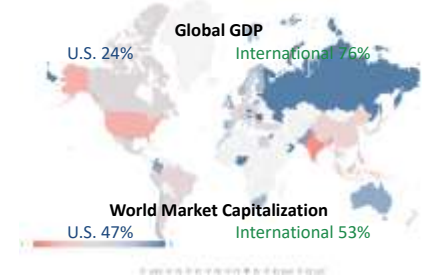 Global GDP
U.S. 24% International 76%
World Market Capitalization
U.S. 47% International 53%